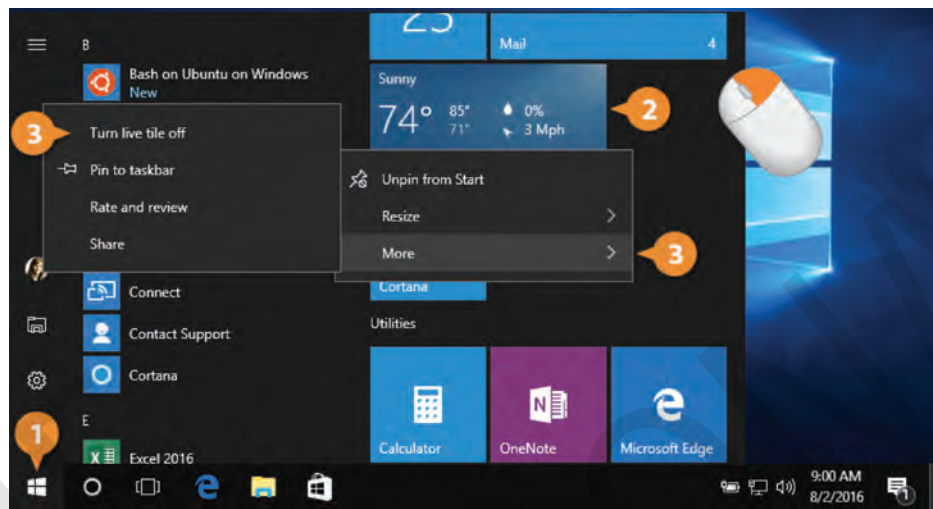 23
Mail 4
B
Bash on Ubuntu on Windows
New
Sunny
74° 85° 0%
71° 3 Mph
2
3
Turn live tile off
Pin to taskbar
Rate and review
Share
Unpin from Start
Resize
More
3
Cortana
Connect
Contact Support
Cortana
Utilities
E
Excel 2016
Calculator
OneNote
Microsoft Edge
1
9:00 AM
8/2/2016
1